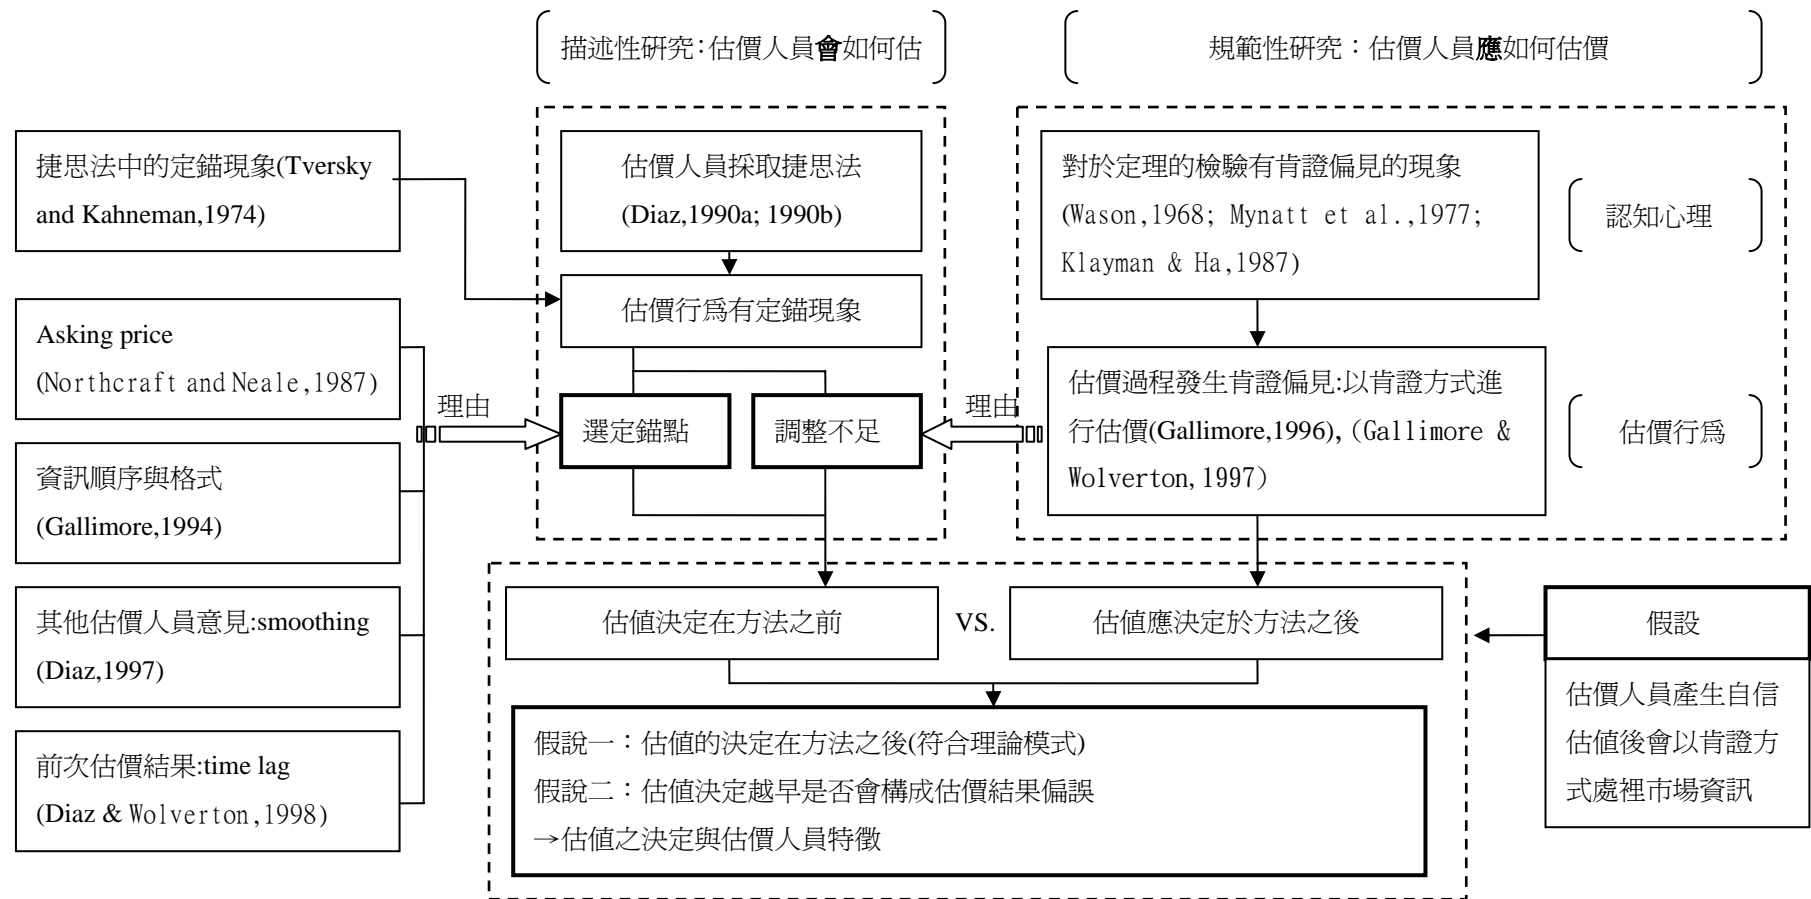 描述性研究:估價人員會如何估
規範性研究：估價人員應如何估價
捷思法中的定錨現象(Tversky
and Kahneman,1974)
Asking price
(Northcraft and Neale,1987)
資訊順序與格式
(Gallimore,1994)
其他估價人員意見:smoothing
(Diaz,1997)
前次估價結果:time lag
(Diaz & Wolverton,1998)
理由
估價人員採取捷思法
(Diaz,1990a; 1990b)
估價行為有定錨現象
選定錨點
調整不足
理由
對於定理的檢驗有肯證偏見的現象
(Wason,1968; Mynatt et al.,1977;
Klayman & Ha,1987)
估價過程發生肯證偏見:以肯證方式進
行估價(Gallimore,1996), (Gallimore &
Wolverton, 1997)
認知心理
估價行為
估值決定在方法之前
VS.
估值應決定於方法之後
假說一：估值的決定在方法之後(符合理論模式)
假說二：估值決定越早是否會構成估價結果偏誤
→估值之決定與估價人員特徵
假設
估價人員產生自信
估值後會以肯證方
式處裡市場資訊